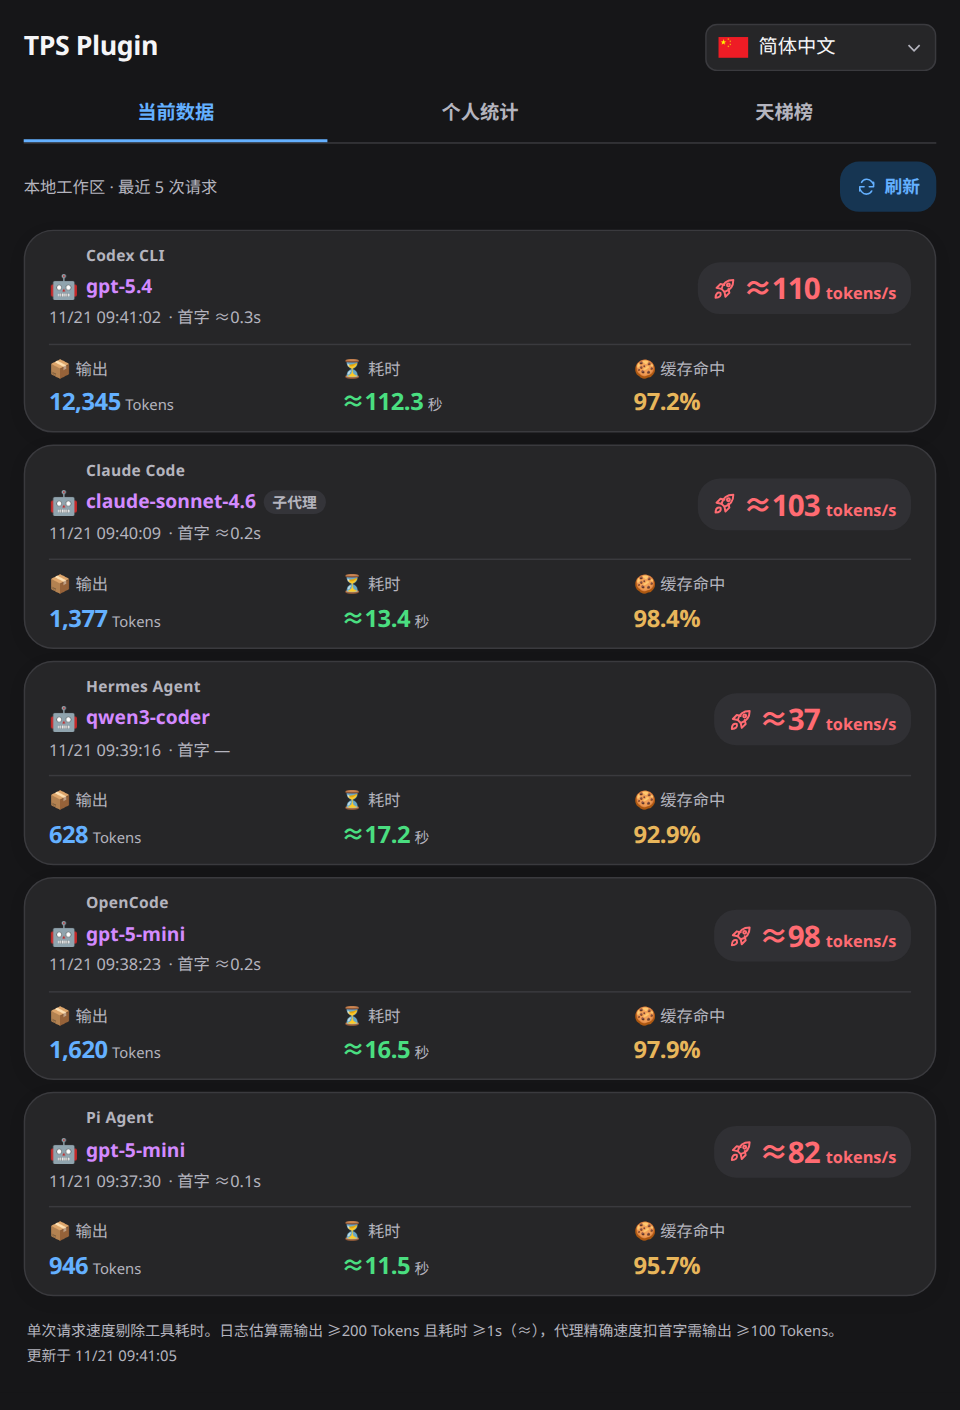 TPS Plugin
简体中文
当前数据 个人统计 天梯榜
本地工作区 · 最近 5 次请求
刷新
Codex CLI
gpt-5.4
11/21 09:41:02 · 首字 ≈0.3s
≈110 tokens/s
输出 耗时 缓存命中
12,345 Tokens ≈112.3 秒 97.2%
Claude Code
claude-sonnet-4.6 子代理
11/21 09:40:09 · 首字 ≈0.2s
≈103 tokens/s
输出 耗时 缓存命中
1,377 Tokens ≈13.4 秒 98.4%
Hermes Agent
qwen3-coder
11/21 09:39:16 · 首字 —
≈37 tokens/s
输出 耗时 缓存命中
628 Tokens ≈17.2 秒 92.9%
OpenCode
gpt-5-mini
11/21 09:38:23 · 首字 ≈0.2s
≈98 tokens/s
输出 耗时 缓存命中
1,620 Tokens ≈16.5 秒 97.9%
Pi Agent
gpt-5-mini
11/21 09:37:30 · 首字 ≈0.1s
≈82 tokens/s
输出 耗时 缓存命中
946 Tokens ≈11.5 秒 95.7%
单次请求速度剔除工具耗时。日志估算需输出 ≥200 Tokens 且耗时 ≥1s（≈），代理精确速度扣首字需输出 ≥100 Tokens。
更新于 11/21 09:41:05